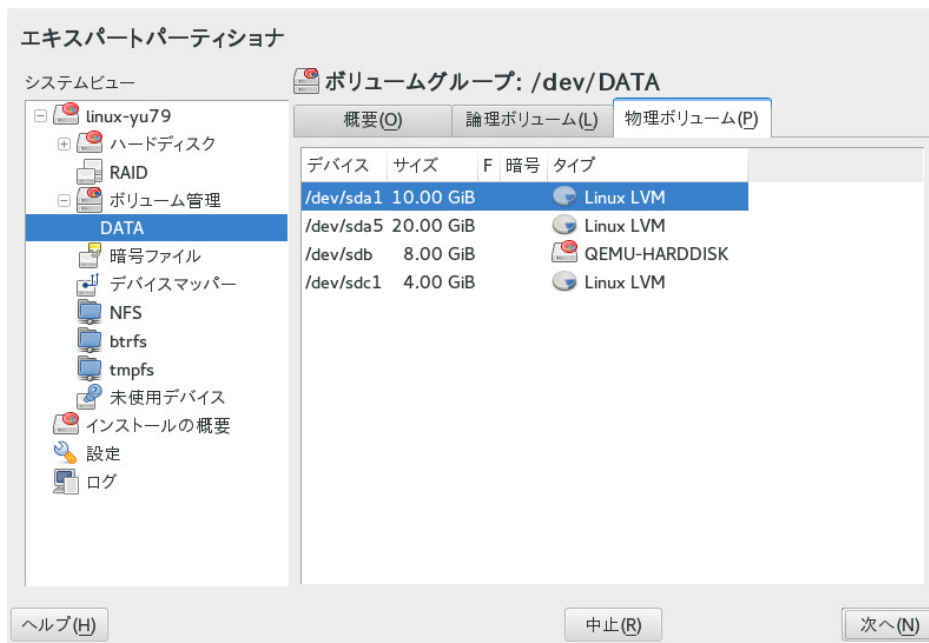 エキスパートパーティショナ
システムビュー
linux-yu79
ハードディスク
RAID
ボリューム管理
DATA
暗号ファイル
デバイスマッパー
NFS
btrfs
tmpfs
未使用デバイス
インストールの概要
設定
ログ
ボリュームグループ: /dev/DATA
概要(O) 論理ボリューム(L) 物理ボリューム(P)
デバイス サイズ F 暗号 タイプ
/dev/sda1 10.00 GiB Linux LVM
/dev/sda5 20.00 GiB Linux LVM
/dev/sdb 8.00 GiB QEMU-HARDDISK
/dev/sdc1 4.00 GiB Linux LVM
ヘルプ(H) 中止(R) 次へ(N)